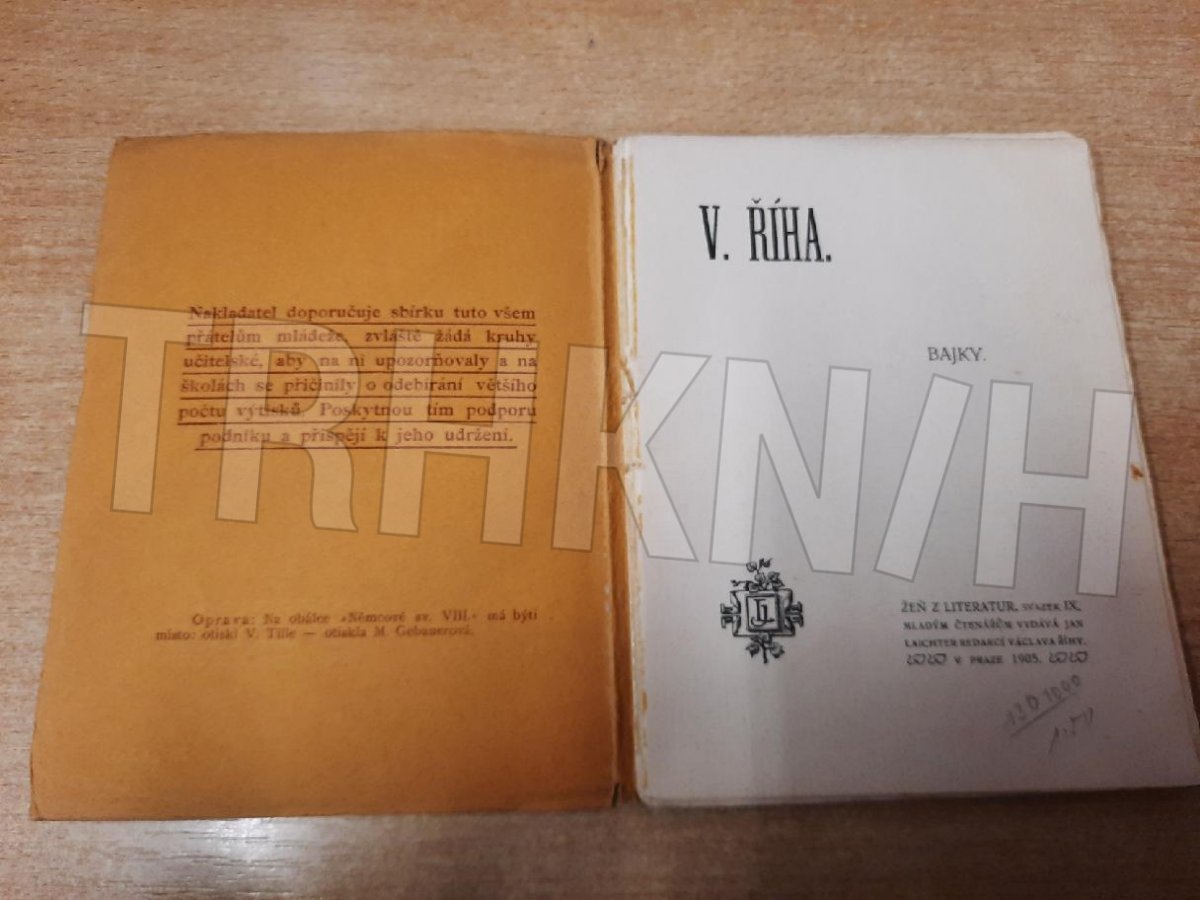 Nakladatel doporučuje sbírku tuto všem
přátelům mládeže, zvláště žádá kruhy
učitelské, aby na ni upozorňovaly a na
školách se přičinily o odebírání většího
počtu výtisků. Poskytnou tím podporu
podniku a přispějí k jeho udržení.
Oprava: Na obálce »Němcové sv. VIII.« má býti
místo: otiskl V. Tille — otiskla M. Gebauerová.
V. ŘÍHA.
BAJKY.
JL
ŽEŇ Z LITERATUR. SVAZEK IX.
MLADÝM ČTENÁŘŮM VYDÁVÁ JAN
LAICHTER REDAKCÍ VÁCLAVA ŘÍHY.
V PRAZE 1905.
TRHKN/H